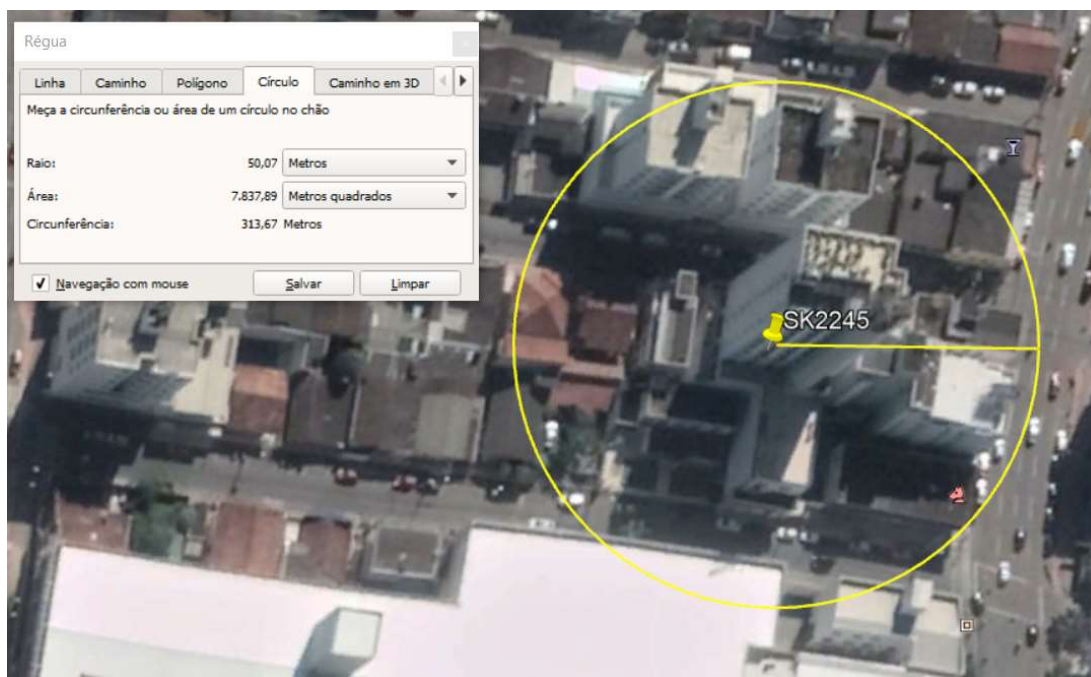 Régua
Linha Caminho Polígono Círculo Caminho em 3D
Meça a circunferência ou área de um círculo no chão
Raio: 50,07 Metros
Área: 7.837,89 Metros quadrados
Circunferência: 313,67 Metros
Navegação com mouse Salvar Limpar
SK2245